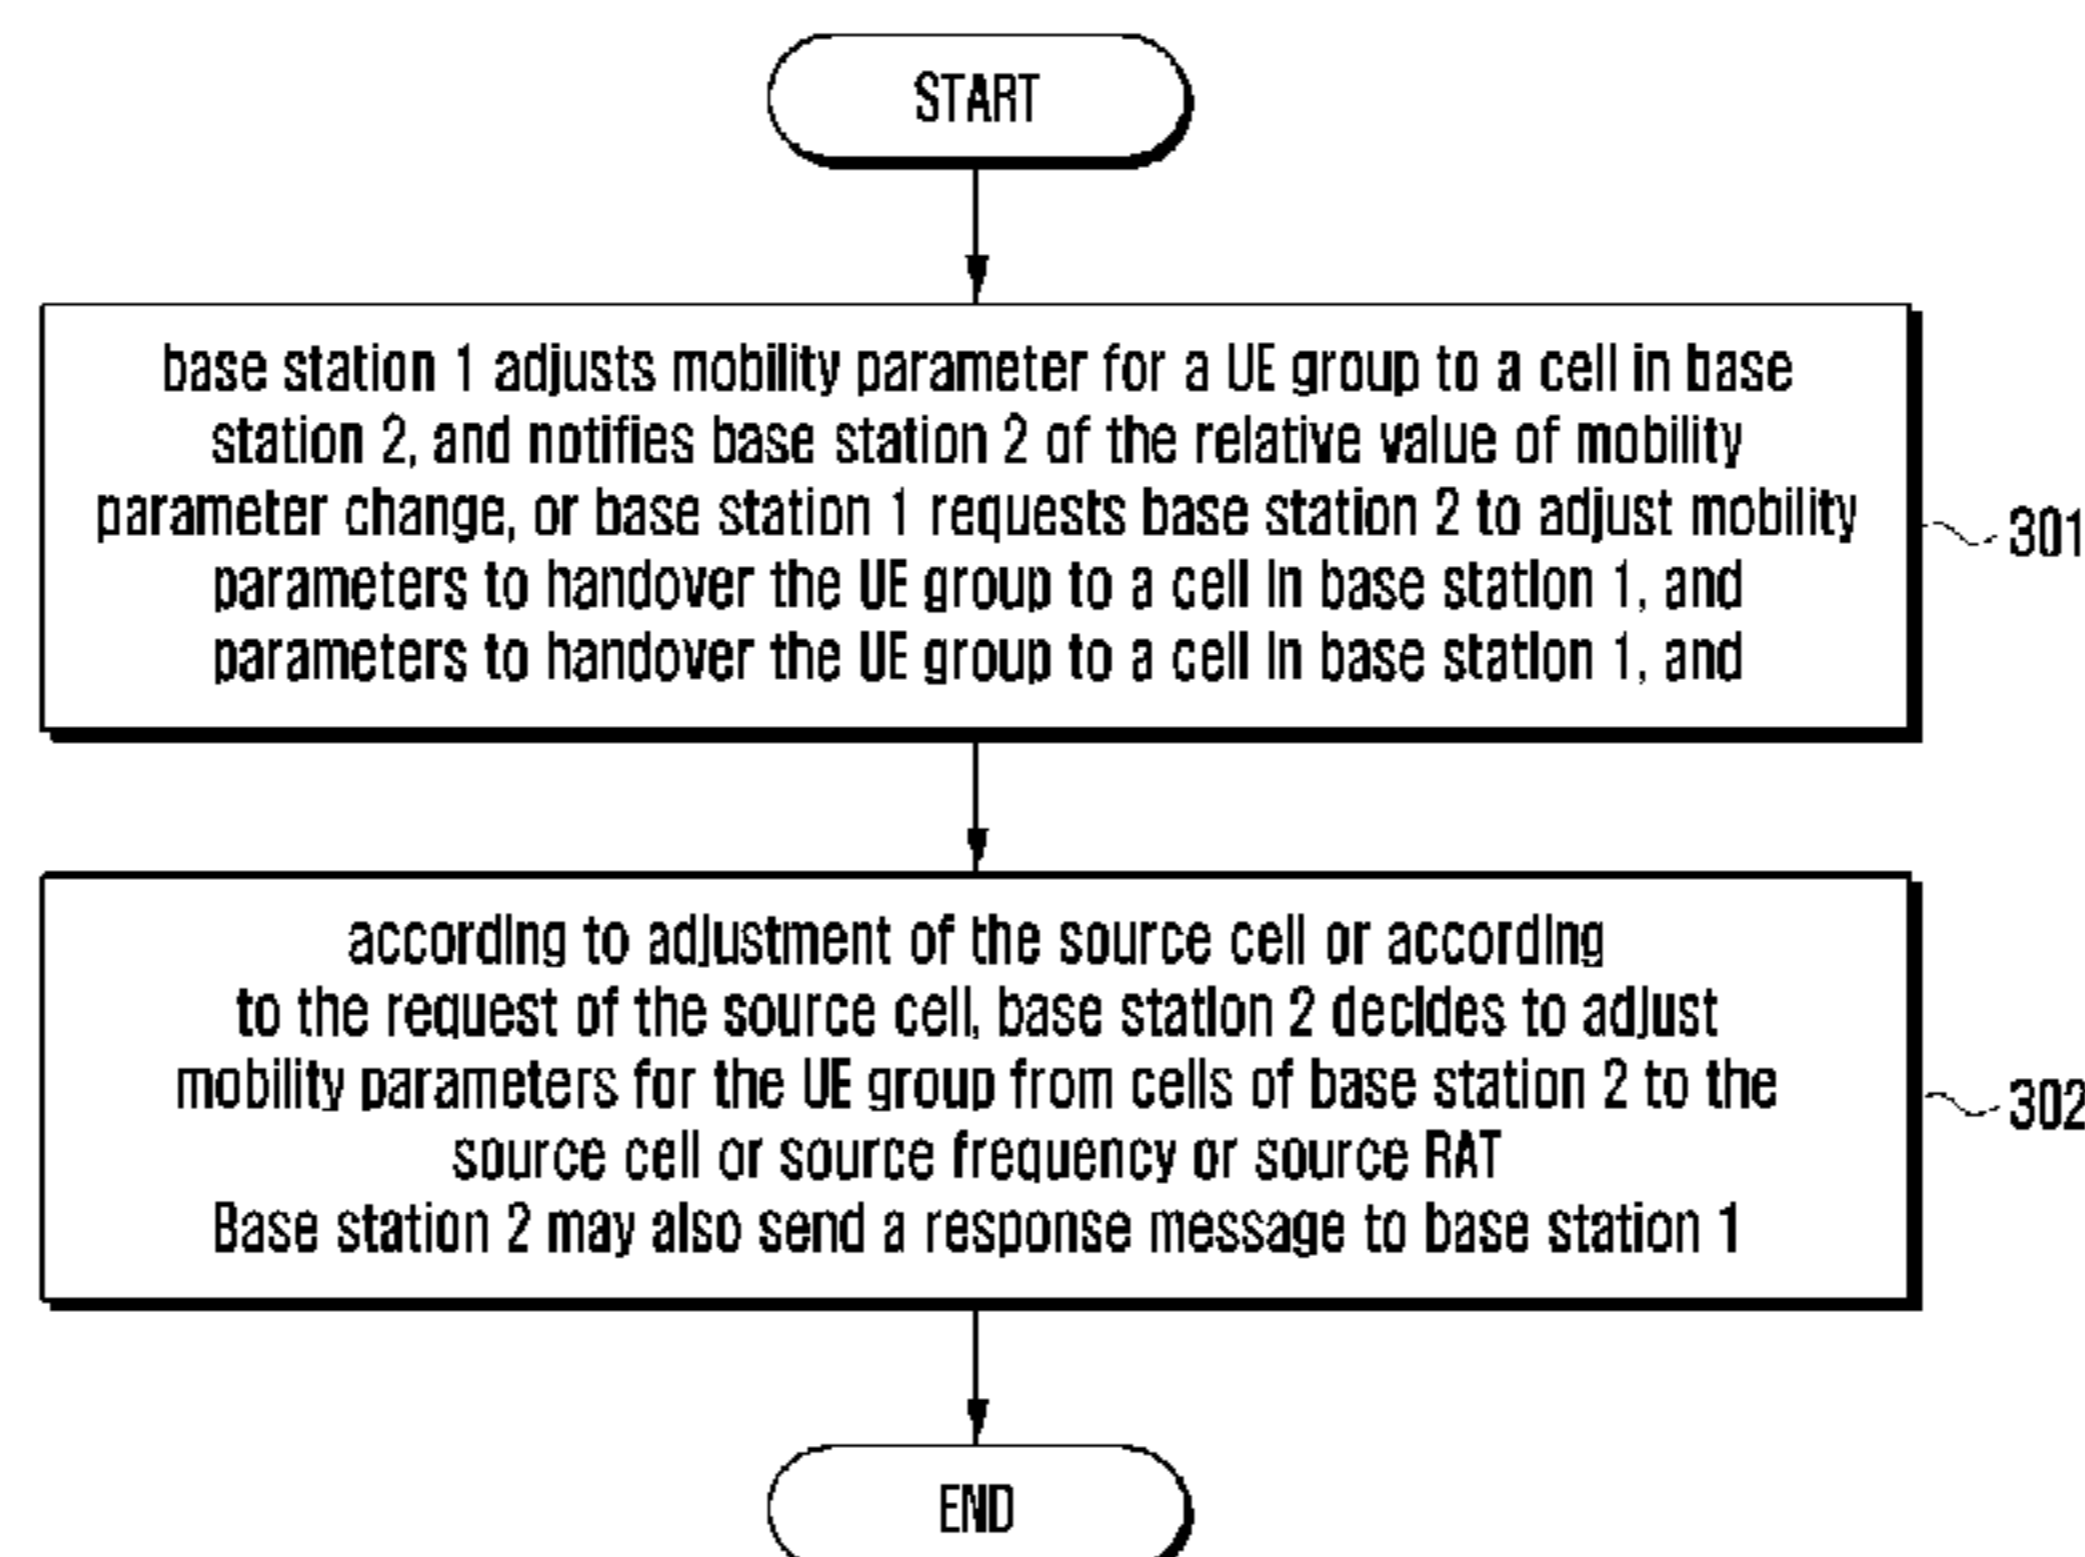 START
base station 1 adjusts mobility parameter for a UE group to a cell in base
station 2, and notifies base station 2 of the relative value of mobility
parameter change, or base station 1 requests base station 2 to adjust mobility
parameters to handover the UE group to a cell in base station 1, and
parameters to handover the UE group to a cell in base station 1, and
301
according to adjustment of the source cell or according
to the request of the source cell, base station 2 decides to adjust
mobility parameters for the UE group from cells of base station 2 to the
source cell or source frequency or source RAT
Base station 2 may also send a response message to base station 1
302
END